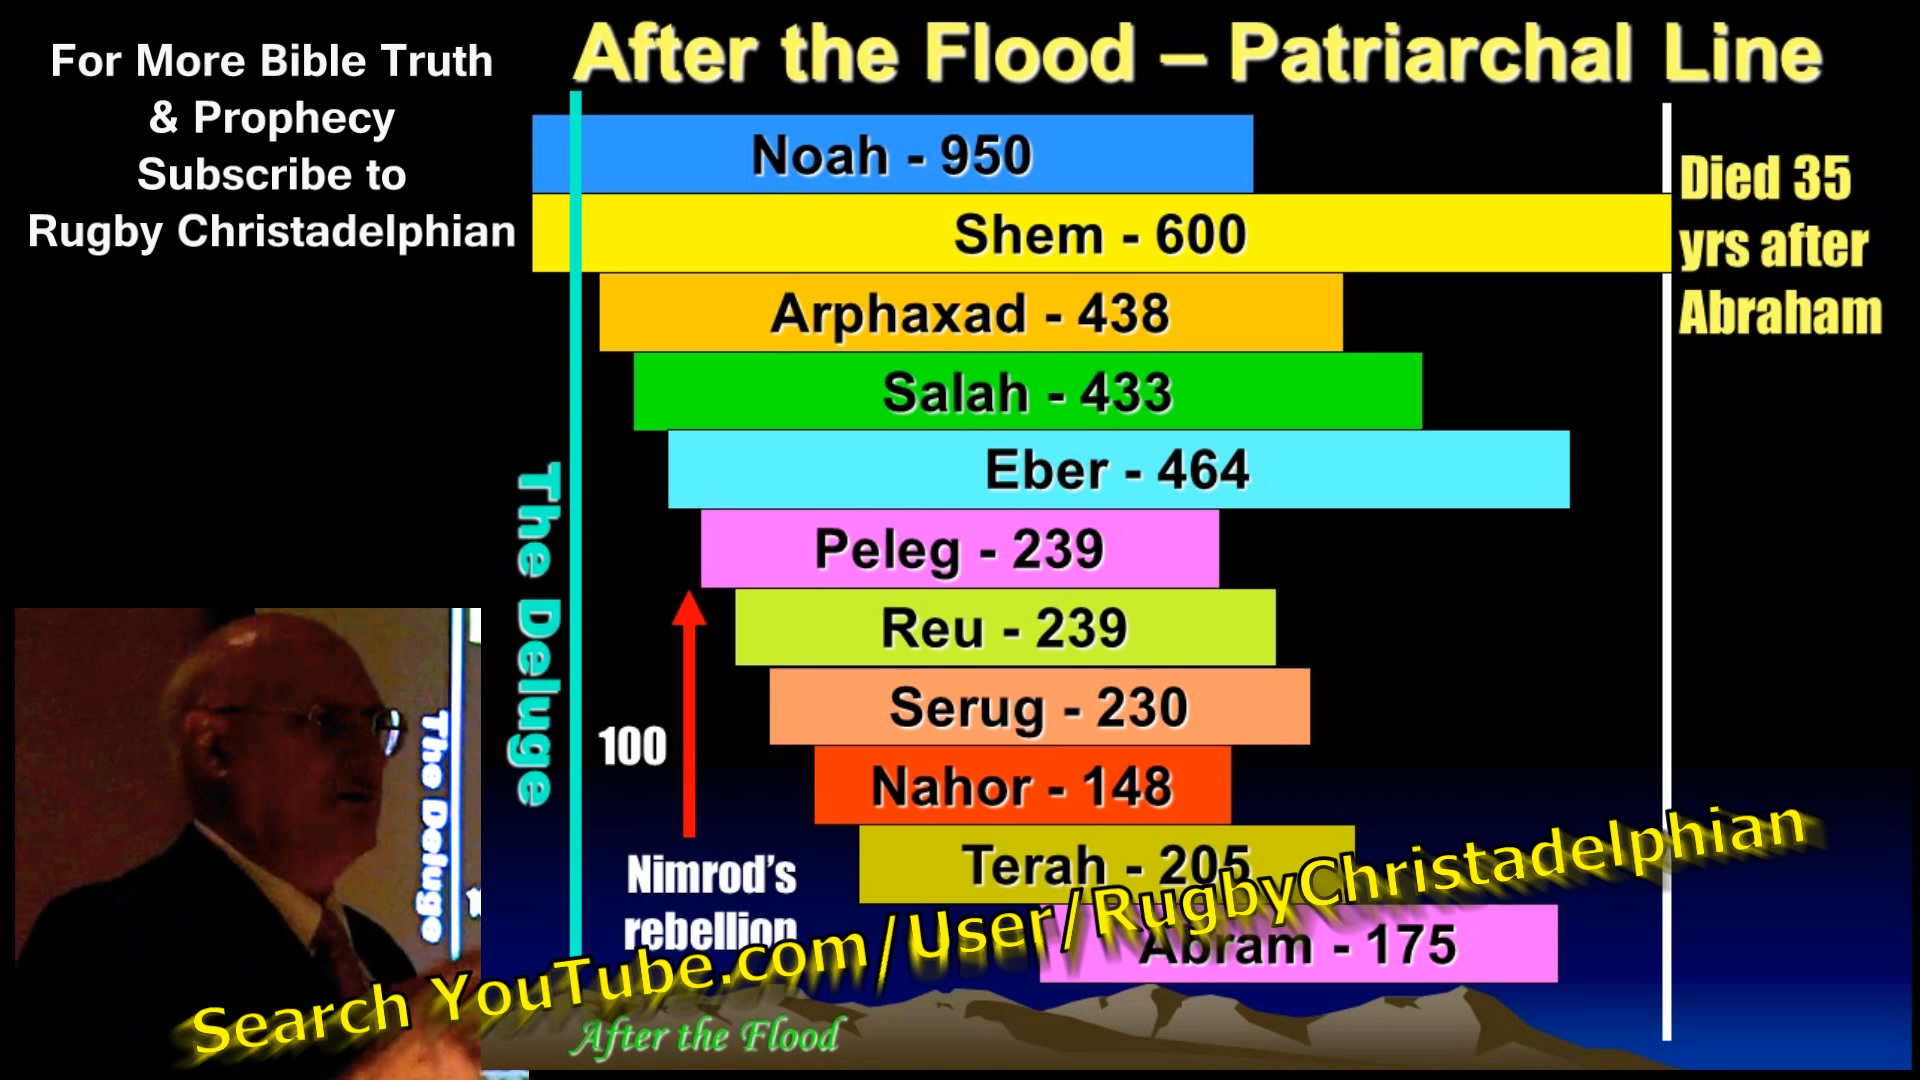 For More Bible Truth
& Prophecy
Subscribe to
Rugby Christadelphian
After the Flood – Patriarchal Line
Noah - 950
Shem - 600
Died 35
yrs after
Abraham
Arphaxad - 438
Salah - 433
Eber - 464
Peleg - 239
Reu - 239
Serug - 230
Nahor - 148
Terah - 205
Abram - 175
The Deluge
100
Nimrod's
rebellion
The Deluge
Search YouTube.com/User/RugbyChristadelphian
After the Flood